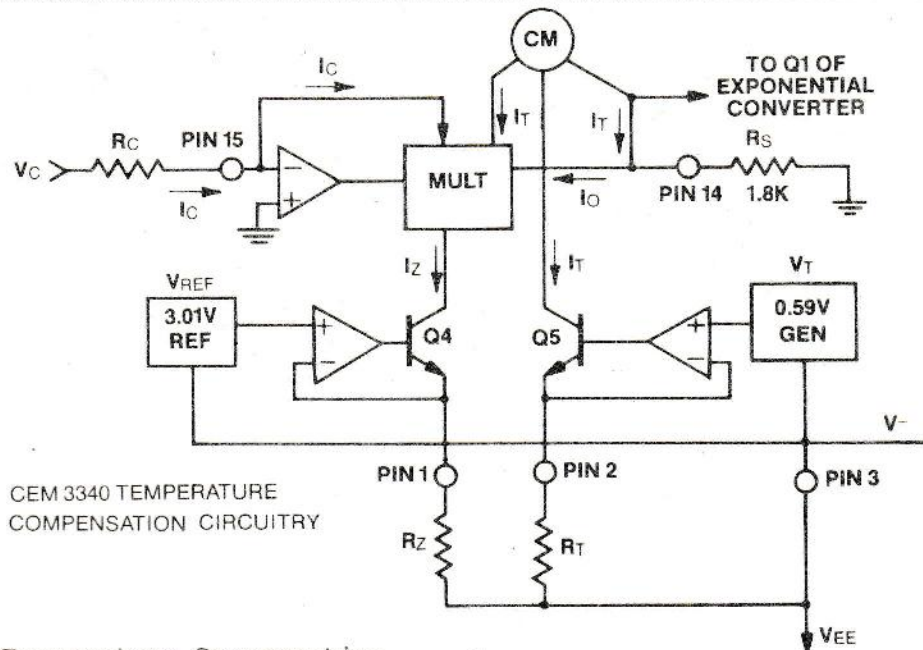 CM
IC
TO Q1 OF
EXPONENTIAL
CONVERTER
IT
IT
RC
PIN 15
RS
VC
−
MULT
+
IC
IO
PIN 14
1.8K
IZ
IT
VREF
VT
3.01V
REF
+
−
Q4
Q5
+
−
0.59V
GEN
V−
PIN 1
PIN 2
PIN 3
CEM 3340 TEMPERATURE
COMPENSATION CIRCUITRY
RZ
RT
VEE